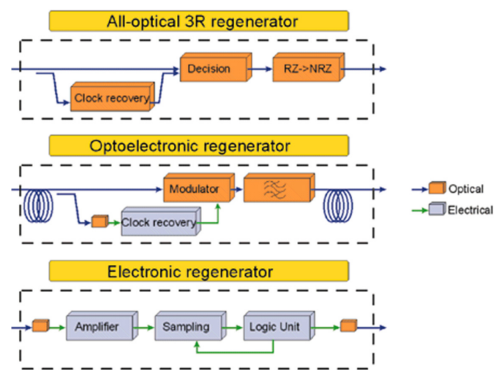 All-optical 3R regenerator
Decision
RZ->NRZ
Clock recovery
Optoelectronic regenerator
Modulator
Clock recovery
Optical
Electrical
Electronic regenerator
Amplifier
Sampling
Logic Unit